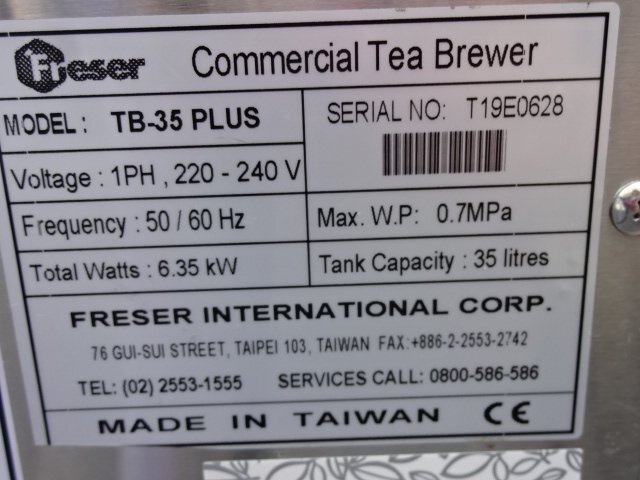 Freser Commercial Tea Brewer
MODEL : TB-35 PLUS
SERIAL NO: T19E0628
Voltage : 1PH , 220 - 240 V
Frequency : 50 / 60 Hz
Max. W.P: 0.7MPa
Total Watts : 6.35 kW
Tank Capacity : 35 litres
FRESER INTERNATIONAL CORP.
76 GUI-SUI STREET, TAIPEI 103, TAIWAN FAX:+886-2-2553-2742
TEL: (02) 2553-1555 SERVICES CALL: 0800-586-586
MADE IN TAIWAN CE